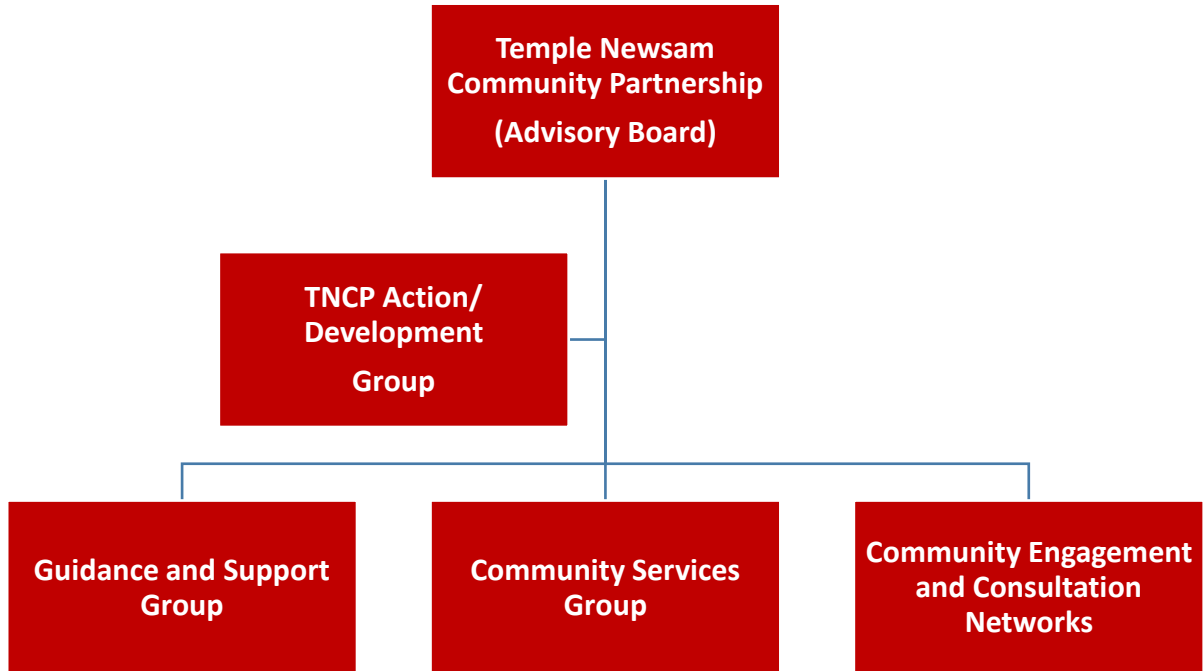 Temple Newsam
Community Partnership
(Advisory Board)
TNCP Action/
Development
Group
Guidance and Support
Group
Community Services
Group
Community Engagement
and Consultation
Networks